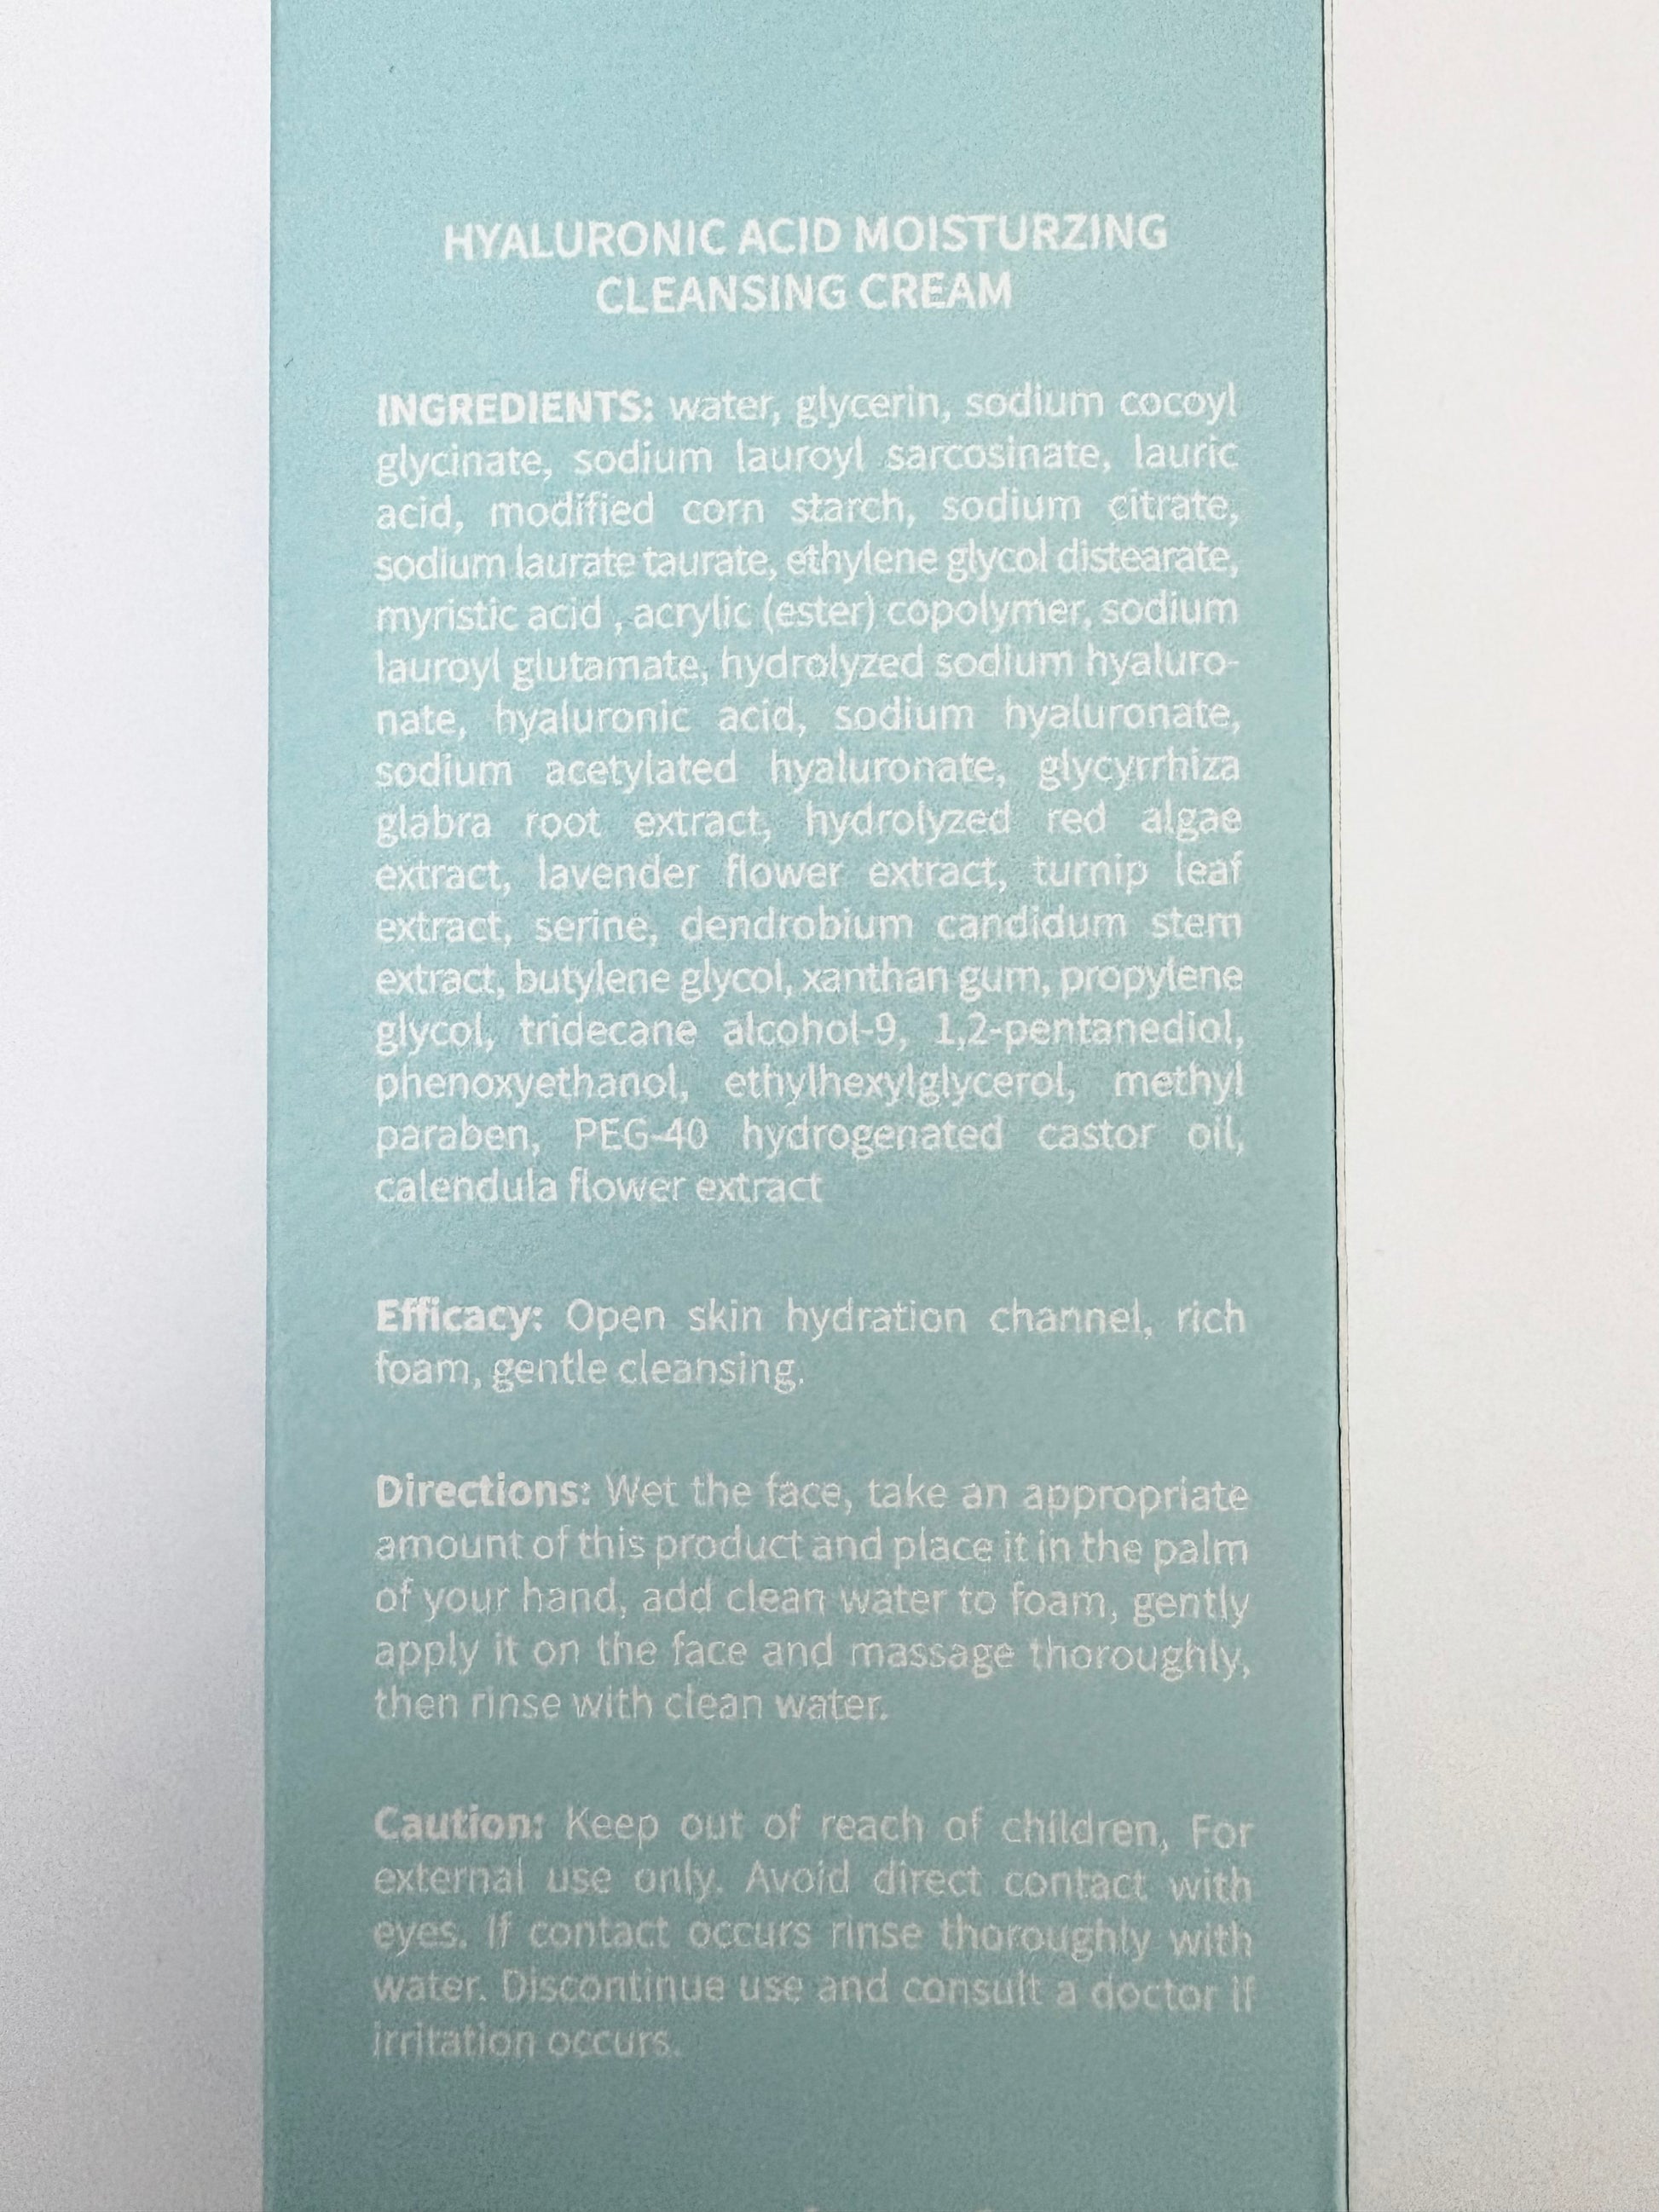 HYALURONIC ACID MOISTURZING
CLEANSING CREAM
INGREDIENTS: water, glycerin, sodium cocoyl
glycinate, sodium lauroyl sarcosinate, lauric
acid, modified corn starch, sodium citrate,
sodium laurate taurate, ethylene glycol distearate,
myristic acid , acrylic (ester) copolymer, sodium
lauroyl glutamate, hydrolyzed sodium hyaluro-
nate, hyaluronic acid, sodium hyaluronate,
sodium acetylated hyaluronate, glycyrrhiza
glabra root extract, hydrolyzed red algae
extract, lavender flower extract, turnip leaf
extract, serine, dendrobium candidum stem
extract, butylene glycol, xanthan gum, propylene
glycol, tridecane alcohol-9, 1,2-pentanediol,
phenoxyethanol, ethylhexylglycerol, methyl
paraben, PEG-40 hydrogenated castor oil,
calendula flower extract
Efficacy: Open skin hydration channel, rich
foam, gentle cleansing.
Directions: Wet the face, take an appropriate
amount of this product and place it in the palm
of your hand, add clean water to foam, gently
apply it on the face and massage thoroughly,
then rinse with clean water.
Caution: Keep out of reach of children, For
external use only. Avoid direct contact with
eyes. If contact occurs rinse thoroughly with
water. Discontinue use and consult a doctor if
irritation occurs.